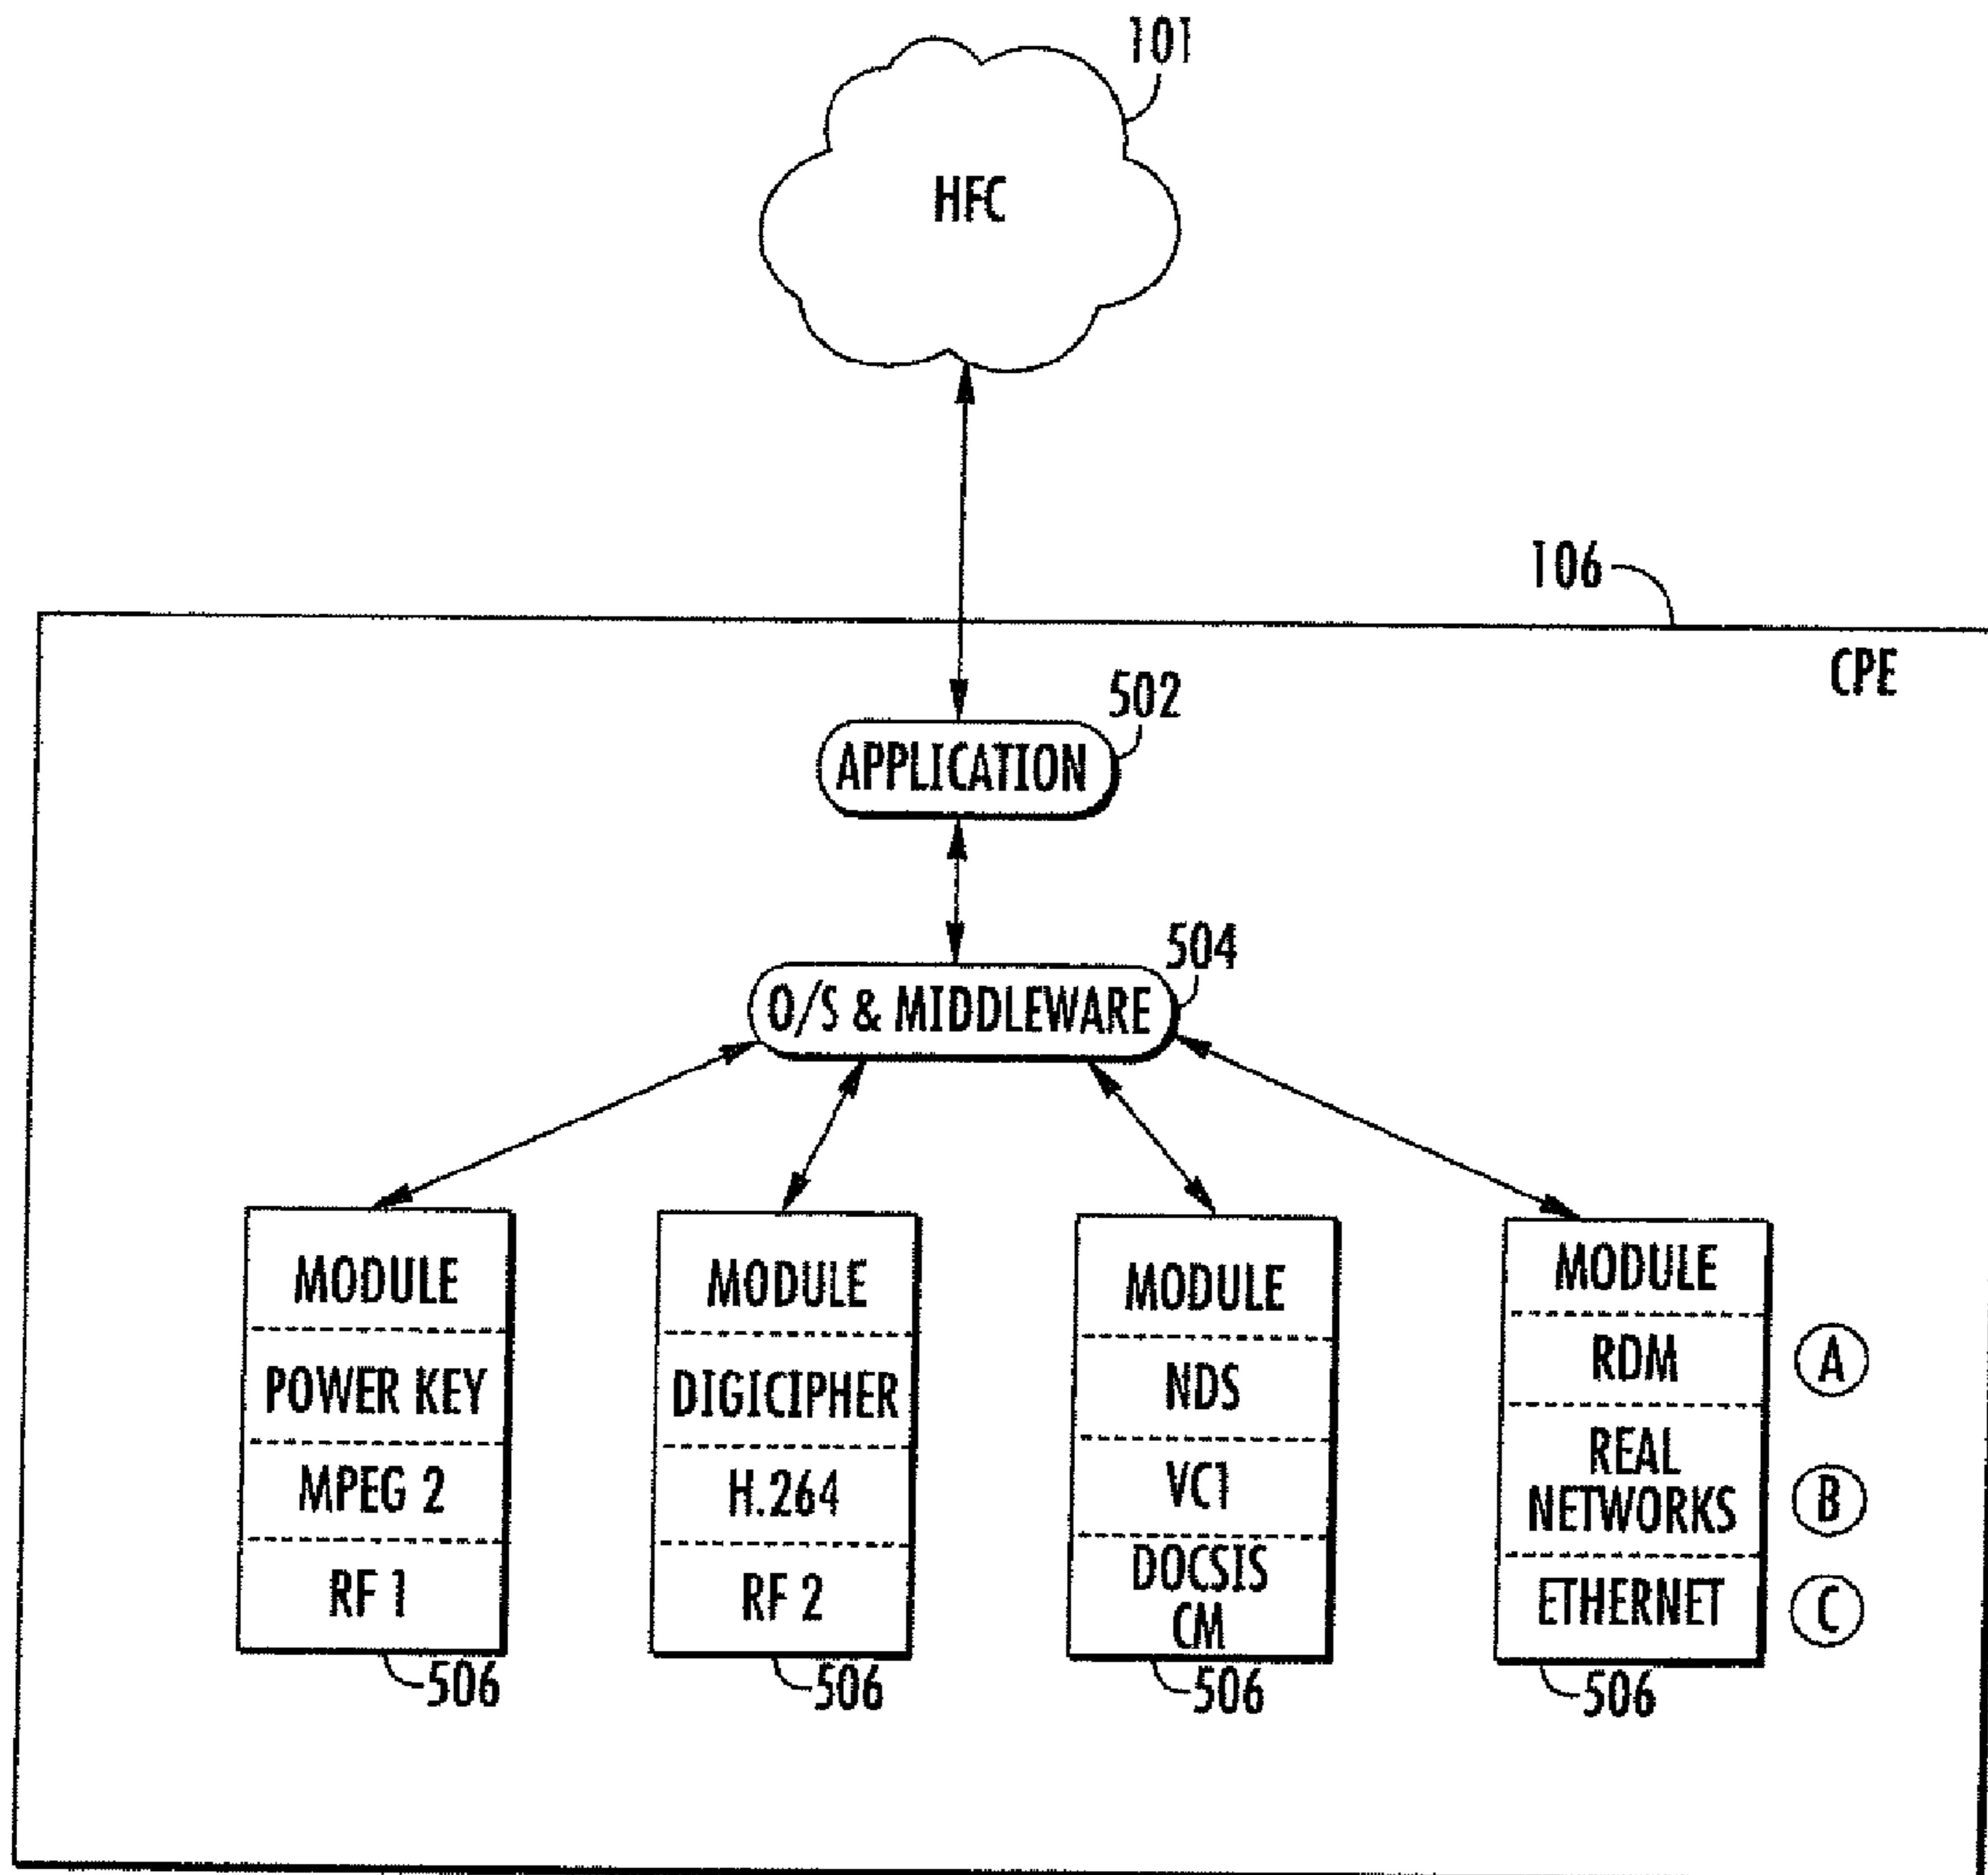 101
HFC
106
CPE
502
APPLICATION
504
O/S & MIDDLEWARE
MODULE
POWER KEY
MPEG 2
RF 1
506
MODULE
DIGICIPHER
H.264
RF 2
506
MODULE
NDS
VC1
DOCSIS
CM
506
MODULE
RDM
REAL
NETWORKS
ETHERNET
506
A
B
C